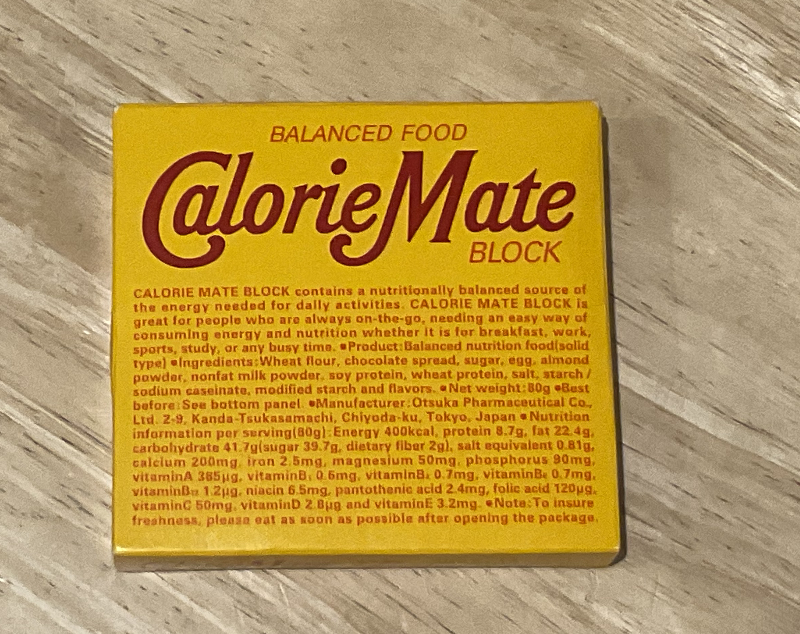 BALANCED FOOD
CalorieMate
BLOCK
CALORIE MATE BLOCK contains a nutritionally balanced source of
the energy needed for daily activities. CALORIE MATE BLOCK is
great for people who are always on-the-go, needing an easy way of
consuming energy and nutrition whether it is for breakfast, work,
sports, study, or any busy time. ●Product:Balanced nutrition food(solid
type) ●Ingredients:Wheat flour, chocolate spread, sugar, egg, almond
powder, nonfat milk powder, soy protein, wheat protein, salt, starch /
sodium caseinate, modified starch and flavors. ●Net weight:80g ●Best
before:See bottom panel. ●Manufacturer:Otsuka Pharmaceutical Co.,
Ltd. 2-9, Kanda-Tsukasamachi, Chiyoda-ku, Tokyo, Japan ●Nutrition
information per serving(80g):Energy 400kcal, protein 8.7g, fat 22.4g,
carbohydrate 41.7g(sugar 39.7g, dietary fiber 2g), salt equivalent 0.81g,
calcium 200mg, iron 2.5mg, magnesium 50mg, phosphorus 90mg,
vitaminA 385μg, vitaminB₁ 0.6mg, vitaminB₂ 0.7mg, vitaminB₆ 0.7mg,
vitaminB₁₂ 1.2μg, niacin 6.5mg, pantothenic acid 2.4mg, folic acid 120μg,
vitaminC 50mg, vitaminD 2.8μg and vitaminE 3.2mg. ●Note:To insure
freshness, please eat as soon as possible after opening the package.